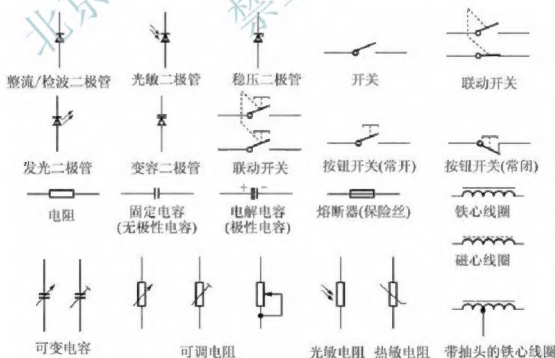 北京
整流/检波二极管 光敏二极管 稳压二极管 开关 联动开关
发光二极管 变容二极管 联动开关 按钮开关(常开) 按钮开关(常闭)
电阻 固定电容 电解电容 熔断器(保险丝) 铁心线圈
(无极性电容) (极性电容)
磁心线圈
可变电容 可调电阻 光敏电阻 热敏电阻 带抽头的铁心线圈